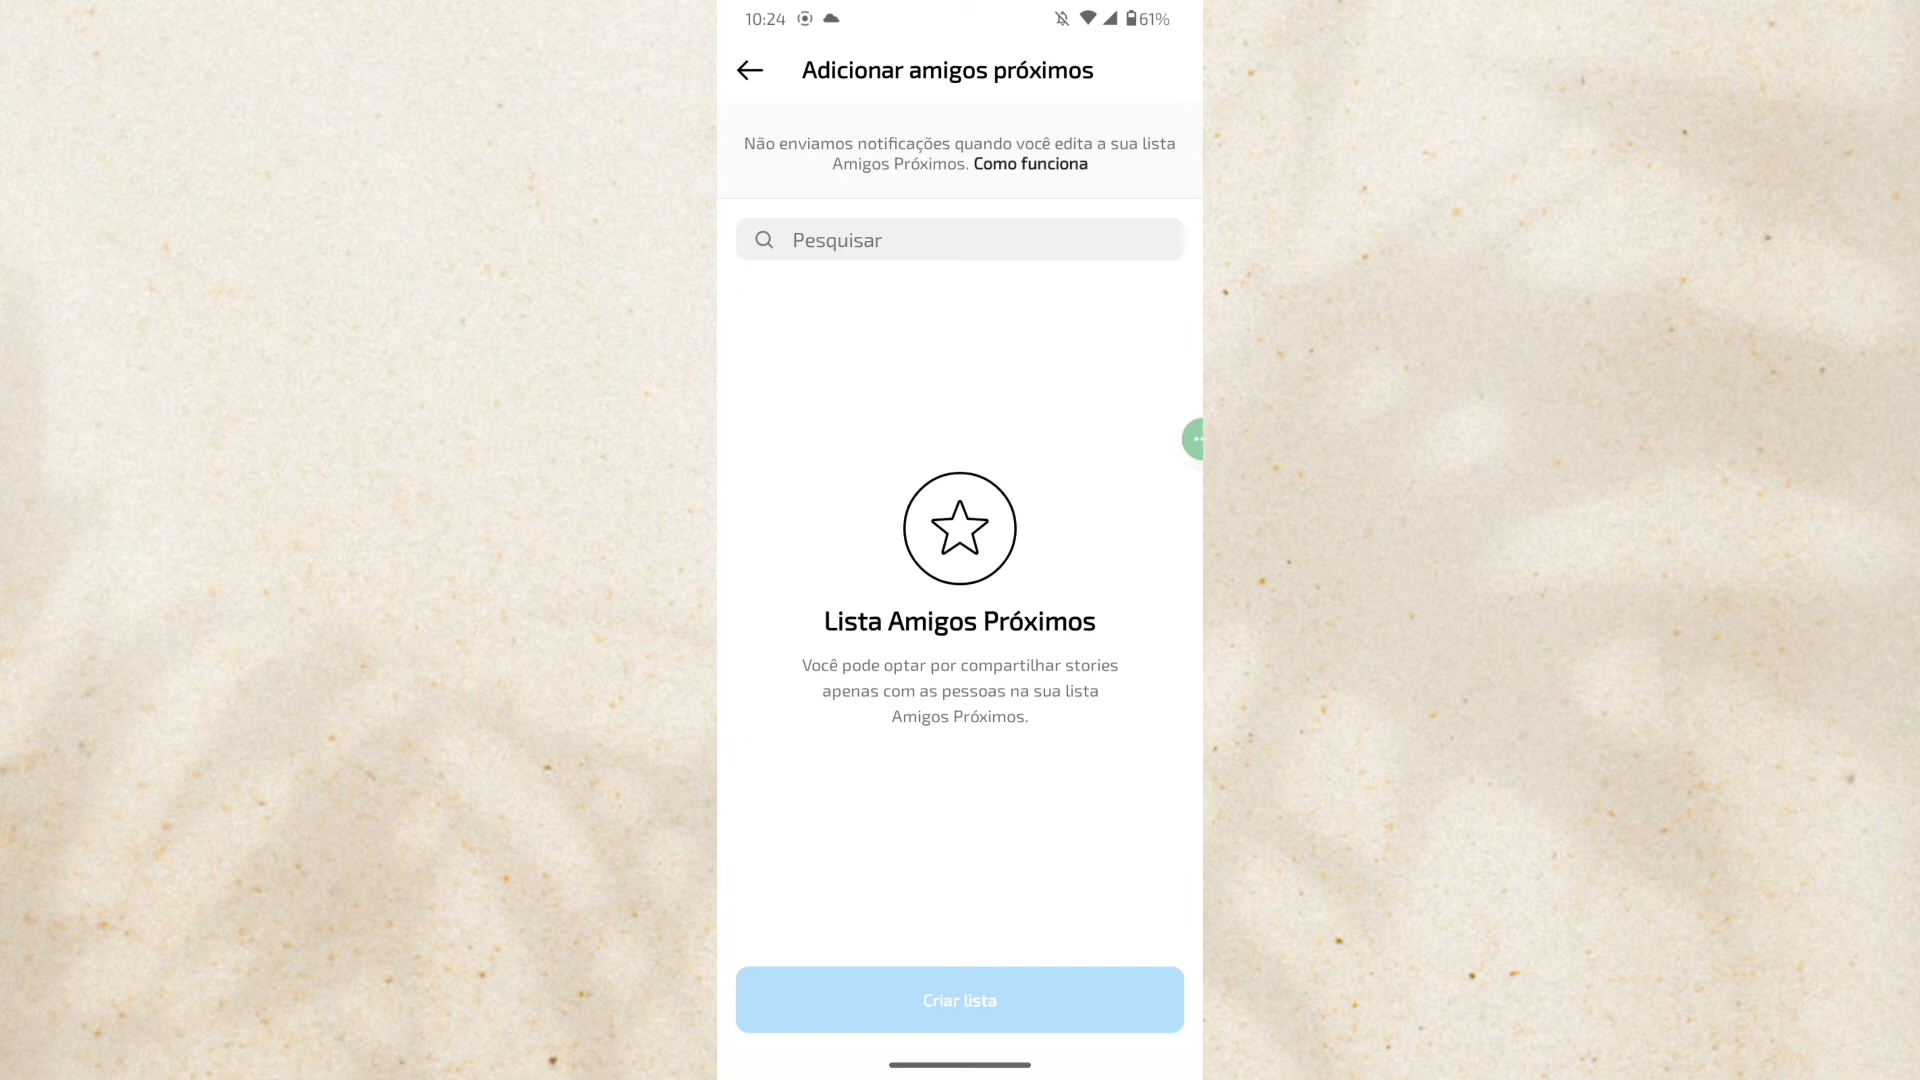 10:24 61%
Adicionar amigos próximos
Não enviamos notificações quando você edita a sua lista
Amigos Próximos. Como funciona
Pesquisar
Lista Amigos Próximos
Você pode optar por compartilhar stories
apenas com as pessoas na sua lista
Amigos Próximos.
Criar lista